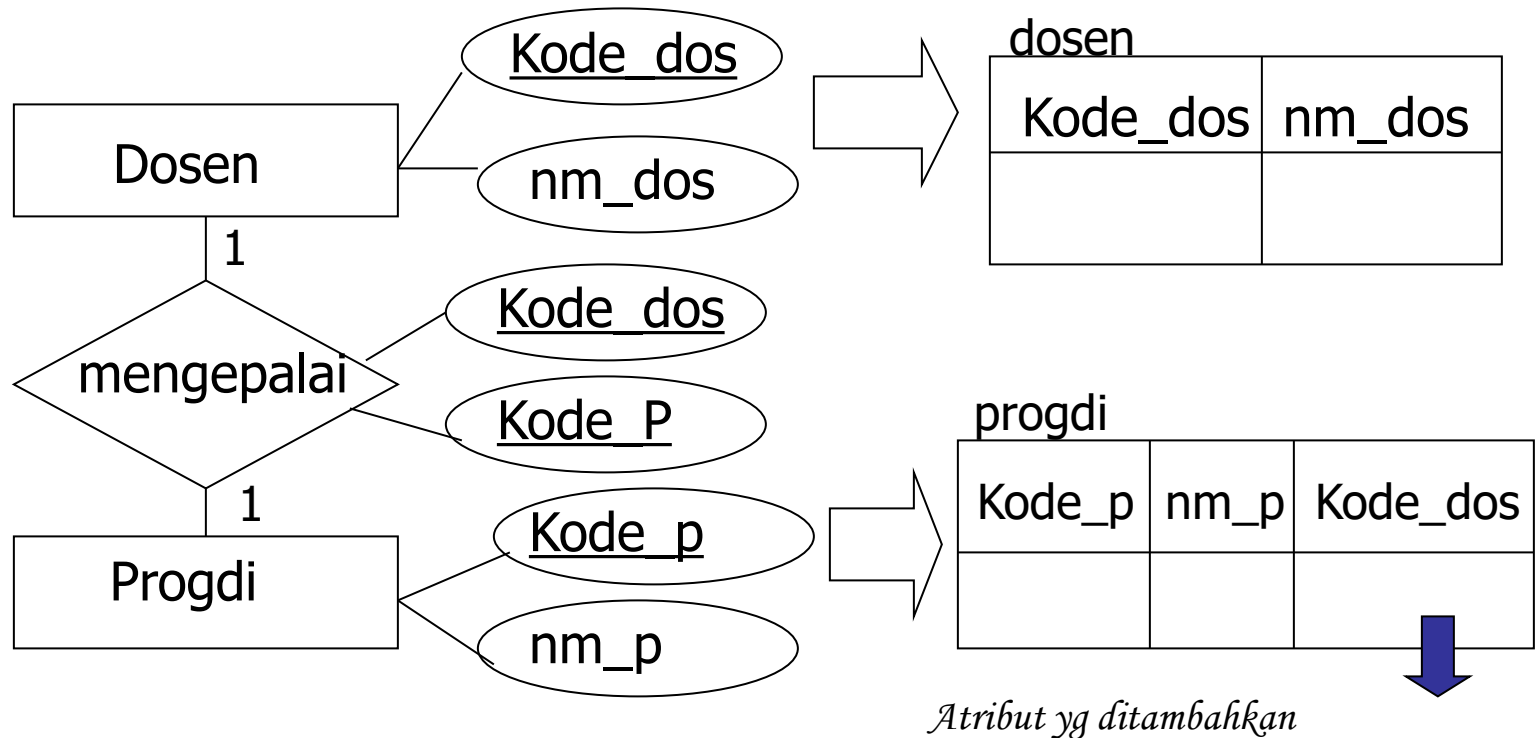 Kode_dos
Dosen
nm_dos
1
Kode_dos
mengepalai
Kode_P
1
Kode_p
Progdi
nm_p
dosen
Kode_dos nm_dos
progdi
Kode_p nm_p Kode_dos
Atribut yg ditambahkan